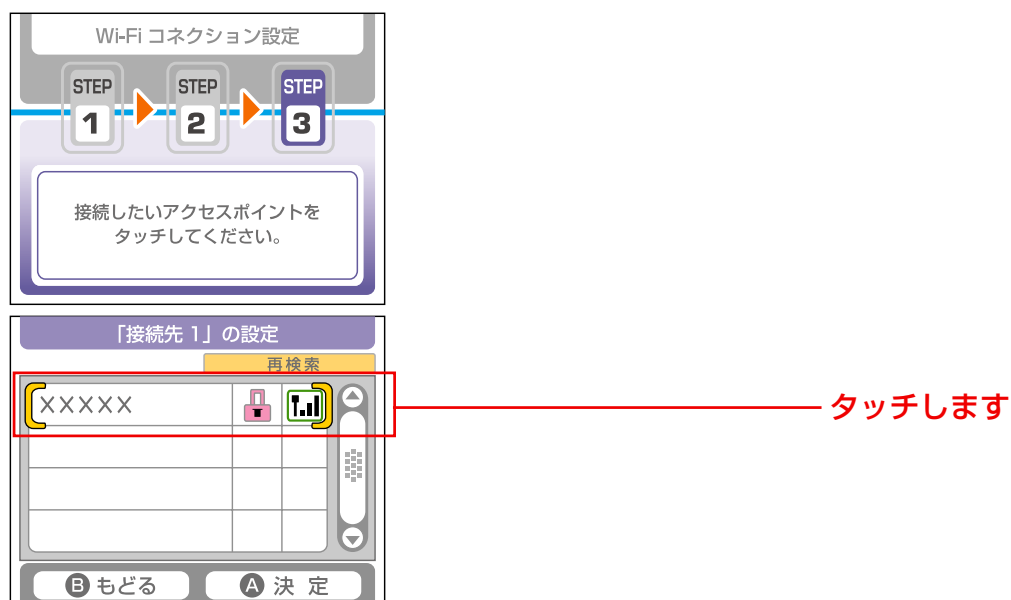 Wi-Fi コネクション設定
STEP STEP STEP
1 2 3
接続したいアクセスポイントを
タッチしてください。
「接続先 1」の設定
再検索
XXXXX
タッチします
B もどる A 決 定